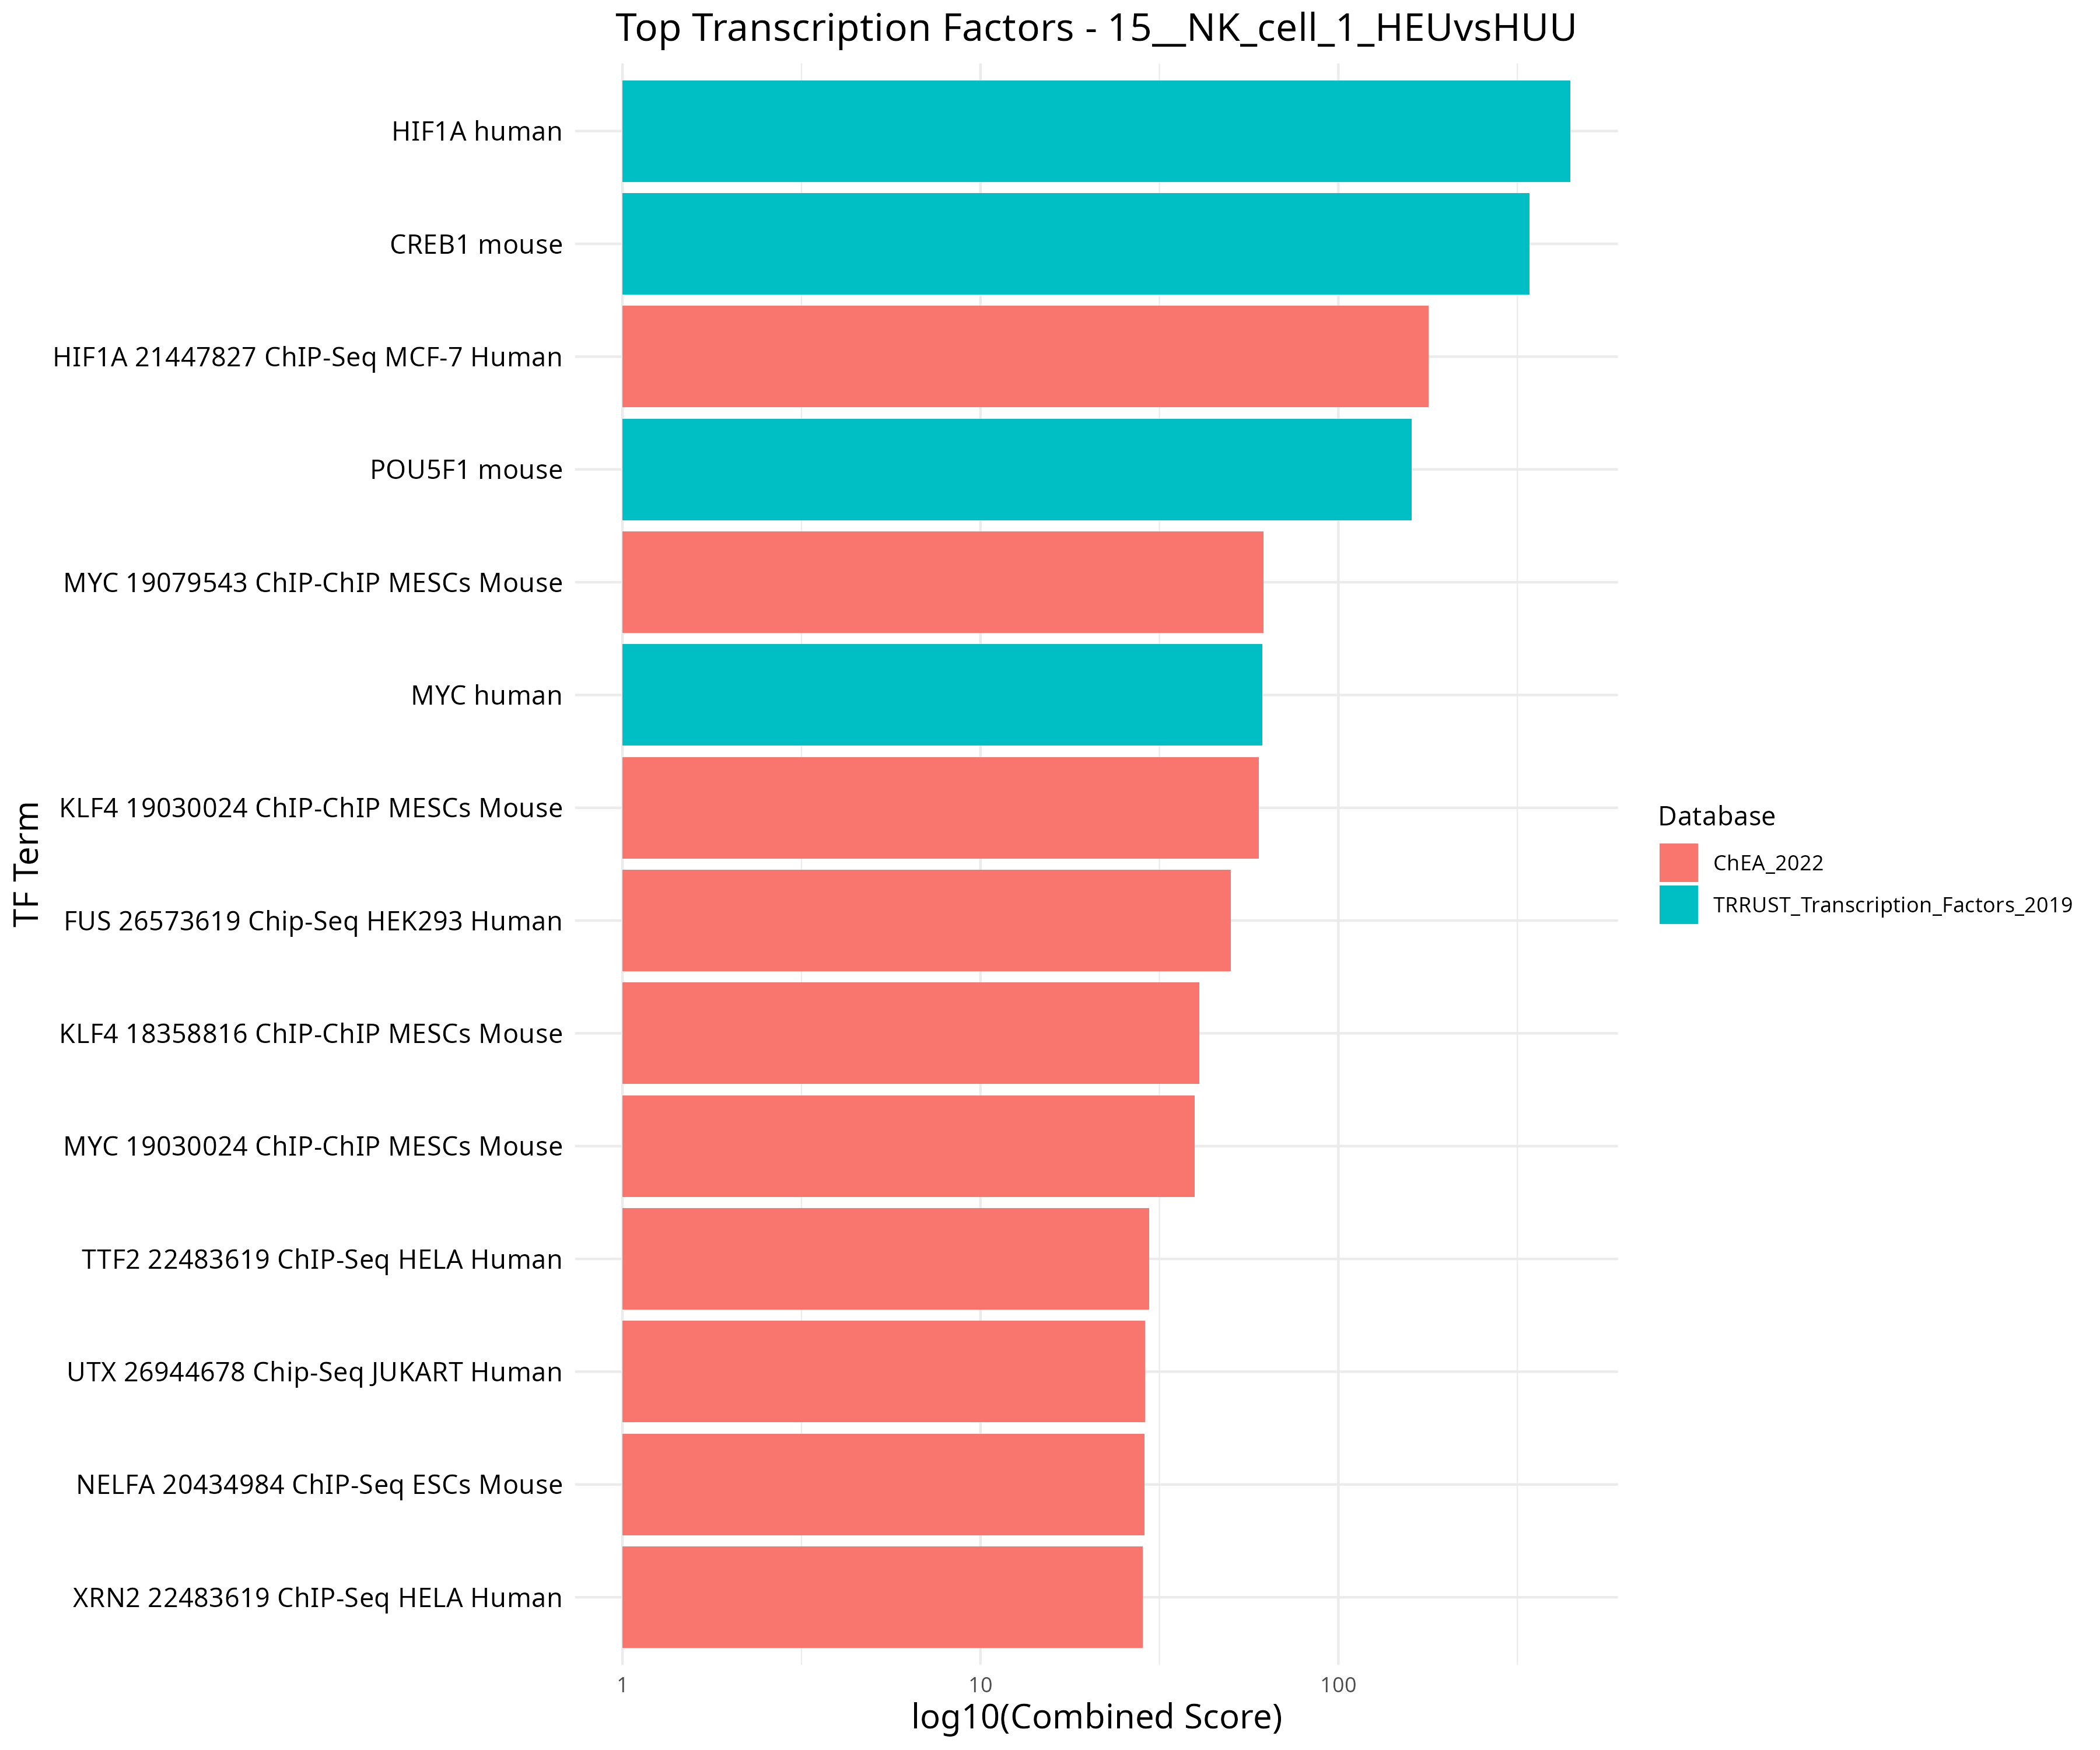 Top Transcription Factors - 15__NK_cell_1_HEUvsHUU
HIF1A human
CREB1 mouse
HIF1A 21447827 ChIP-Seq MCF-7 Human
POU5F1 mouse
MYC 19079543 ChIP-ChIP MESCs Mouse
MYC human
KLF4 19030024 ChIP-ChIP MESCs Mouse
FUS 26573619 Chip-Seq HEK293 Human
KLF4 18358816 ChIP-ChIP MESCs Mouse
MYC 19030024 ChIP-ChIP MESCs Mouse
TTF2 22483619 ChIP-Seq HELA Human
UTX 26944678 Chip-Seq JUKART Human
NELFA 20434984 ChIP-Seq ESCs Mouse
XRN2 22483619 ChIP-Seq HELA Human
TF Term
1 10 100
log10(Combined Score)
Database
ChEA_2022
TRRUST_Transcription_Factors_2019